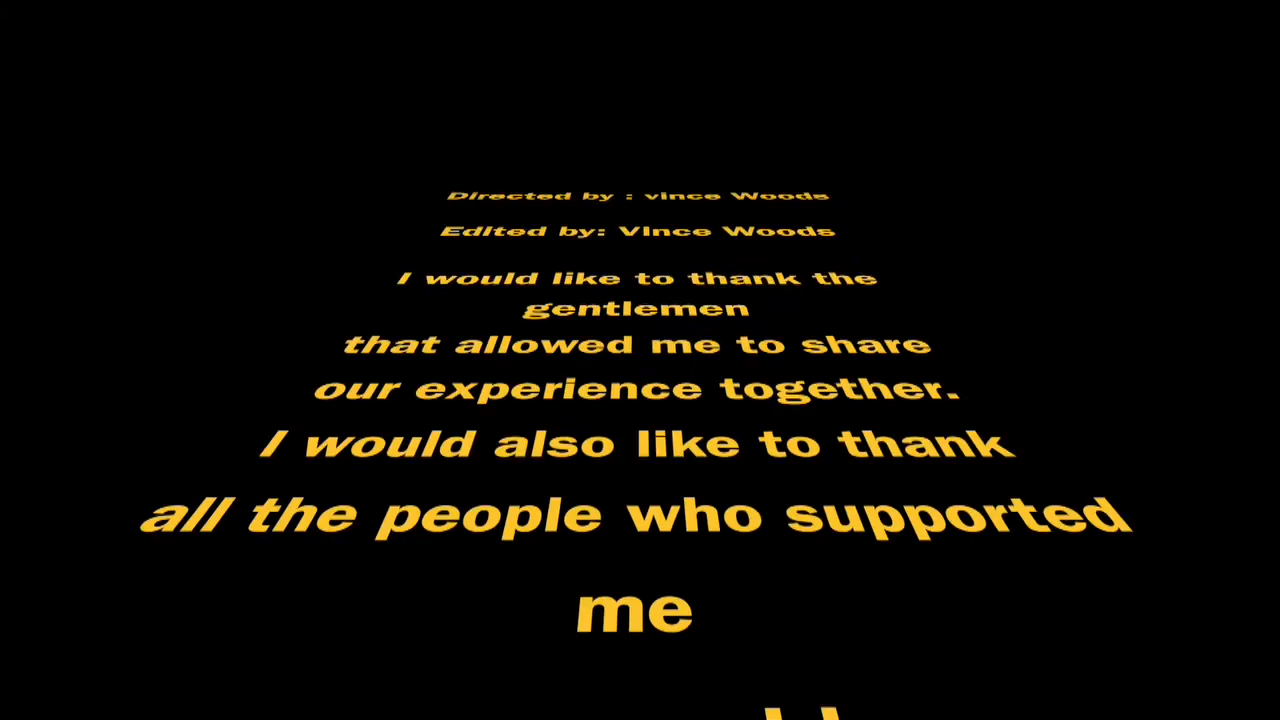 Directed by : vince Woods
Edited by: Vince Woods
I would like to thank the
gentlemen
that allowed me to share
our experience together.
I would also like to thank
all the people who supported
me